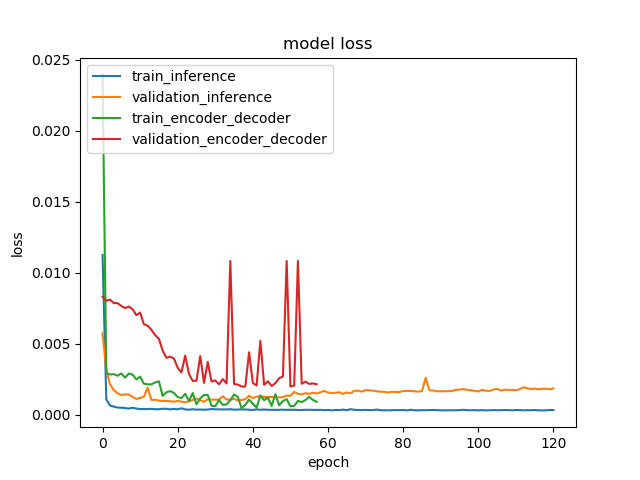 model loss
train_inference
validation_inference
train_encoder_decoder
validation_encoder_decoder
loss
0.025
0.020
0.015
0.010
0.005
0.000
0 20 40 60 80 100 120
epoch